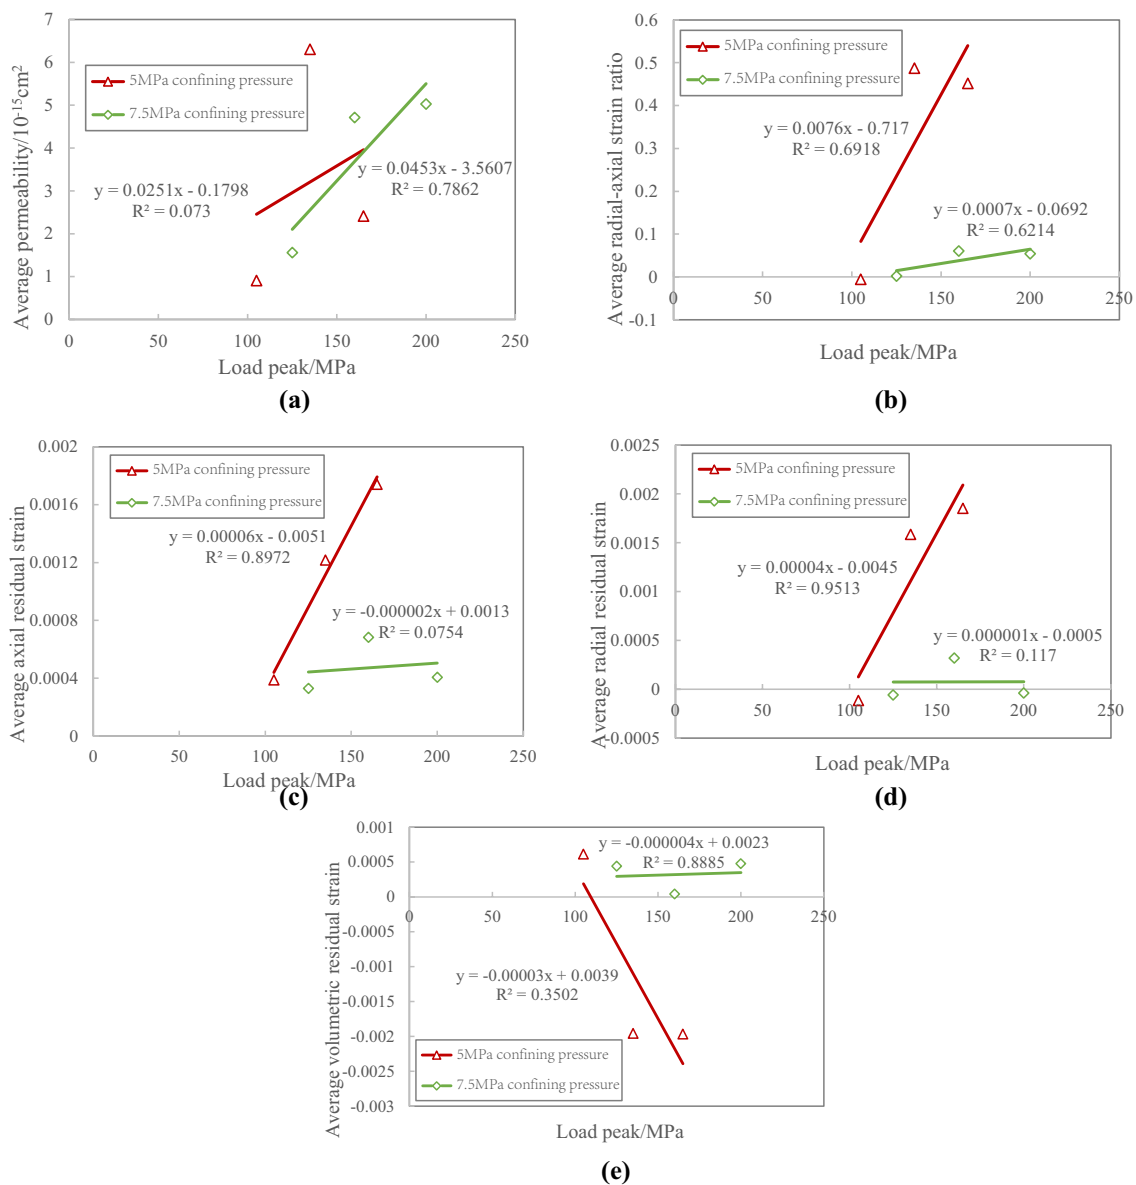 7
6
5
4
3
2
1
0
Average permeability/10⁻¹⁵cm²
5MPa confining pressure
7.5MPa confining pressure
y = 0.0251x - 0.1798
R² = 0.073
y = 0.0453x - 3.5607
R² = 0.7862
0 50 100 150 200 250
Load peak/MPa
(a)
0.6
0.5
0.4
0.3
0.2
0.1
0
-0.1
Average radial-axial strain ratio
5MPa confining pressure
7.5MPa confining pressure
y = 0.0076x - 0.717
R² = 0.6918
y = 0.0007x - 0.0692
R² = 0.6214
0 50 100 150 200 250
Load peak/MPa
(b)
0.002
0.0016
0.0012
0.0008
0.0004
0
Average axial residual strain
5MPa confining pressure
7.5MPa confining pressure
y = 0.00006x - 0.0051
R² = 0.8972
y = -0.000002x + 0.0013
R² = 0.0754
0 50 100 150 200 250
Load peak/MPa
(c)
0.0025
0.002
0.0015
0.001
0.0005
0
-0.0005
Average radial residual strain
5MPa confining pressure
7.5MPa confining pressure
y = 0.00004x - 0.0045
R² = 0.9513
y = 0.000001x - 0.0005
R² = 0.117
0 50 100 150 200 250
Load peak/MPa
(d)
0.001
0.0005
0
-0.0005
-0.001
-0.0015
-0.002
-0.0025
-0.003
Average volumetric residual strain
y = -0.000004x + 0.0023
R² = 0.8885
0 50 100 150 200 250
y = -0.00003x + 0.0039
R² = 0.3502
5MPa confining pressure
7.5MPa confining pressure
Load peak/MPa
(e)